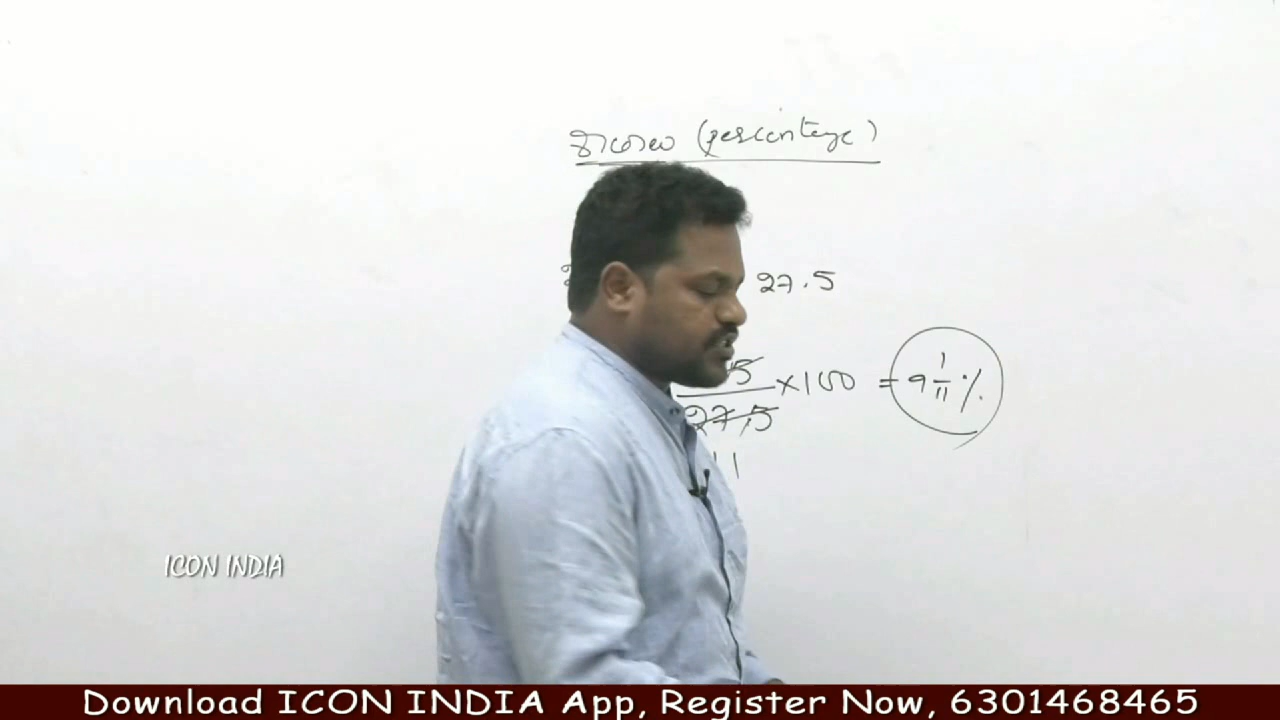 శాతాలు (percentage)
27.5
5/27.5 ×100 = 9 1/11 %
11
ICON INDIA
Download ICON INDIA App, Register Now, 6301468465